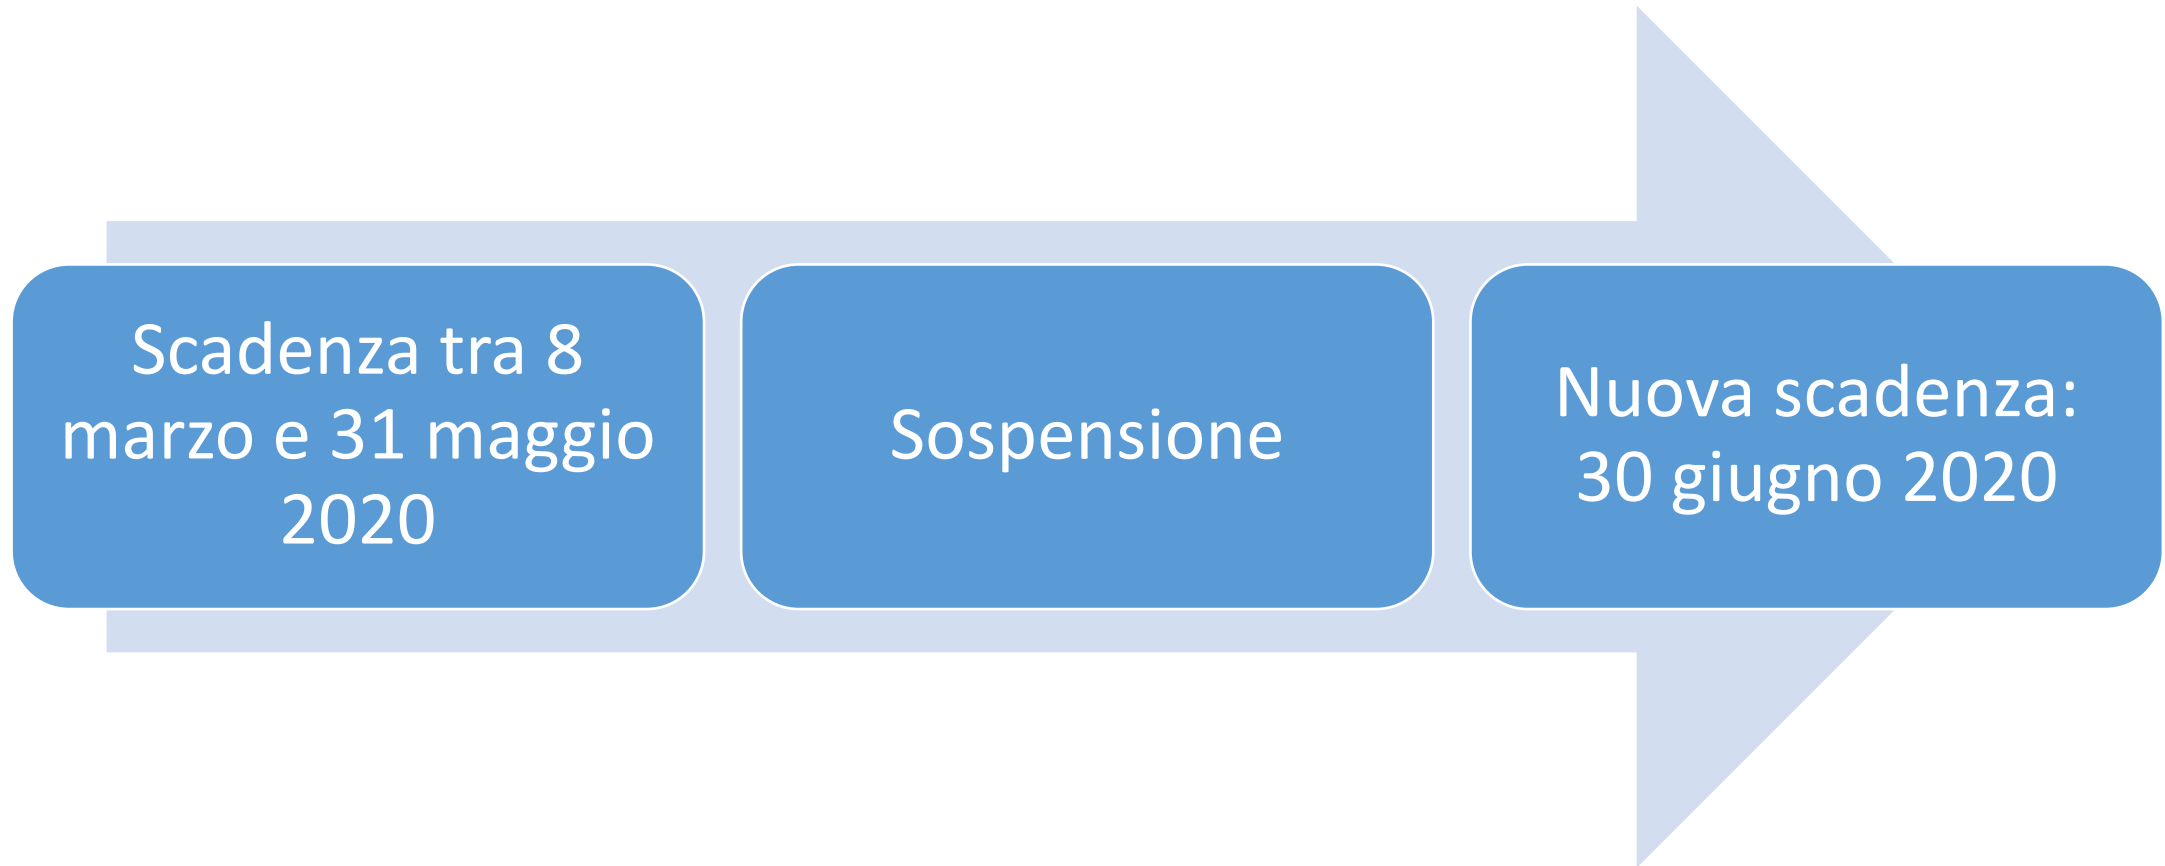 Scadenza tra 8
marzo e 31 maggio
2020
Sospensione
Nuova scadenza:
30 giugno 2020